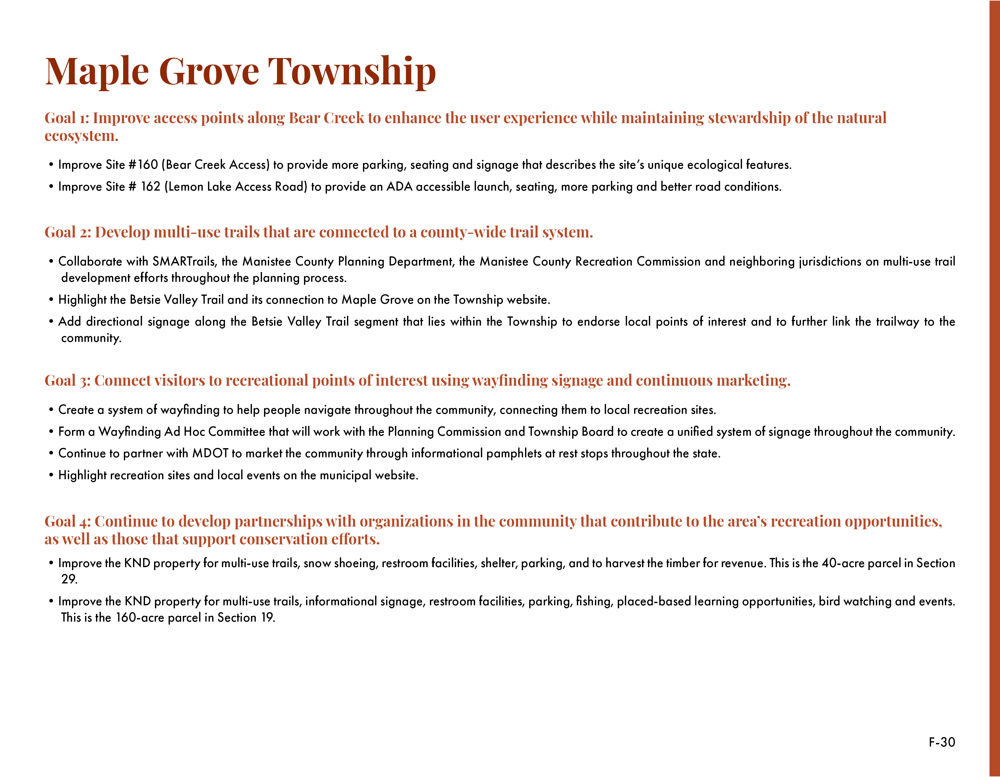 Maple Grove Township
Goal 1: Improve access points along Bear Creek to enhance the user experience while maintaining stewardship of the natural
ecosystem.
• Improve Site #160 (Bear Creek Access) to provide more parking, seating and signage that describes the site’s unique ecological features.
• Improve Site # 162 (Lemon Lake Access Road) to provide an ADA accessible launch, seating, more parking and better road conditions.
Goal 2: Develop multi-use trails that are connected to a county-wide trail system.
• Collaborate with SMARTrails, the Manistee County Planning Department, the Manistee County Recreation Commission and neighboring jurisdictions on multi-use trail
development efforts throughout the planning process.
• Highlight the Betsie Valley Trail and its connection to Maple Grove on the Township website.
• Add directional signage along the Betsie Valley Trail segment that lies within the Township to endorse local points of interest and to further link the trailway to the
community.
Goal 3: Connect visitors to recreational points of interest using wayfinding signage and continuous marketing.
• Create a system of wayfinding to help people navigate throughout the community, connecting them to local recreation sites.
• Form a Wayfinding Ad Hoc Committee that will work with the Planning Commission and Township Board to create a unified system of signage throughout the community.
• Continue to partner with MDOT to market the community through informational pamphlets at rest stops throughout the state.
• Highlight recreation sites and local events on the municipal website.
Goal 4: Continue to develop partnerships with organizations in the community that contribute to the area’s recreation opportunities,
as well as those that support conservation efforts.
• Improve the KND property for multi-use trails, snow shoeing, restroom facilities, shelter, parking, and to harvest the timber for revenue. This is the 40-acre parcel in Section
29.
• Improve the KND property for multi-use trails, informational signage, restroom facilities, parking, fishing, placed-based learning opportunities, bird watching and events.
This is the 160-acre parcel in Section 19.
F-30